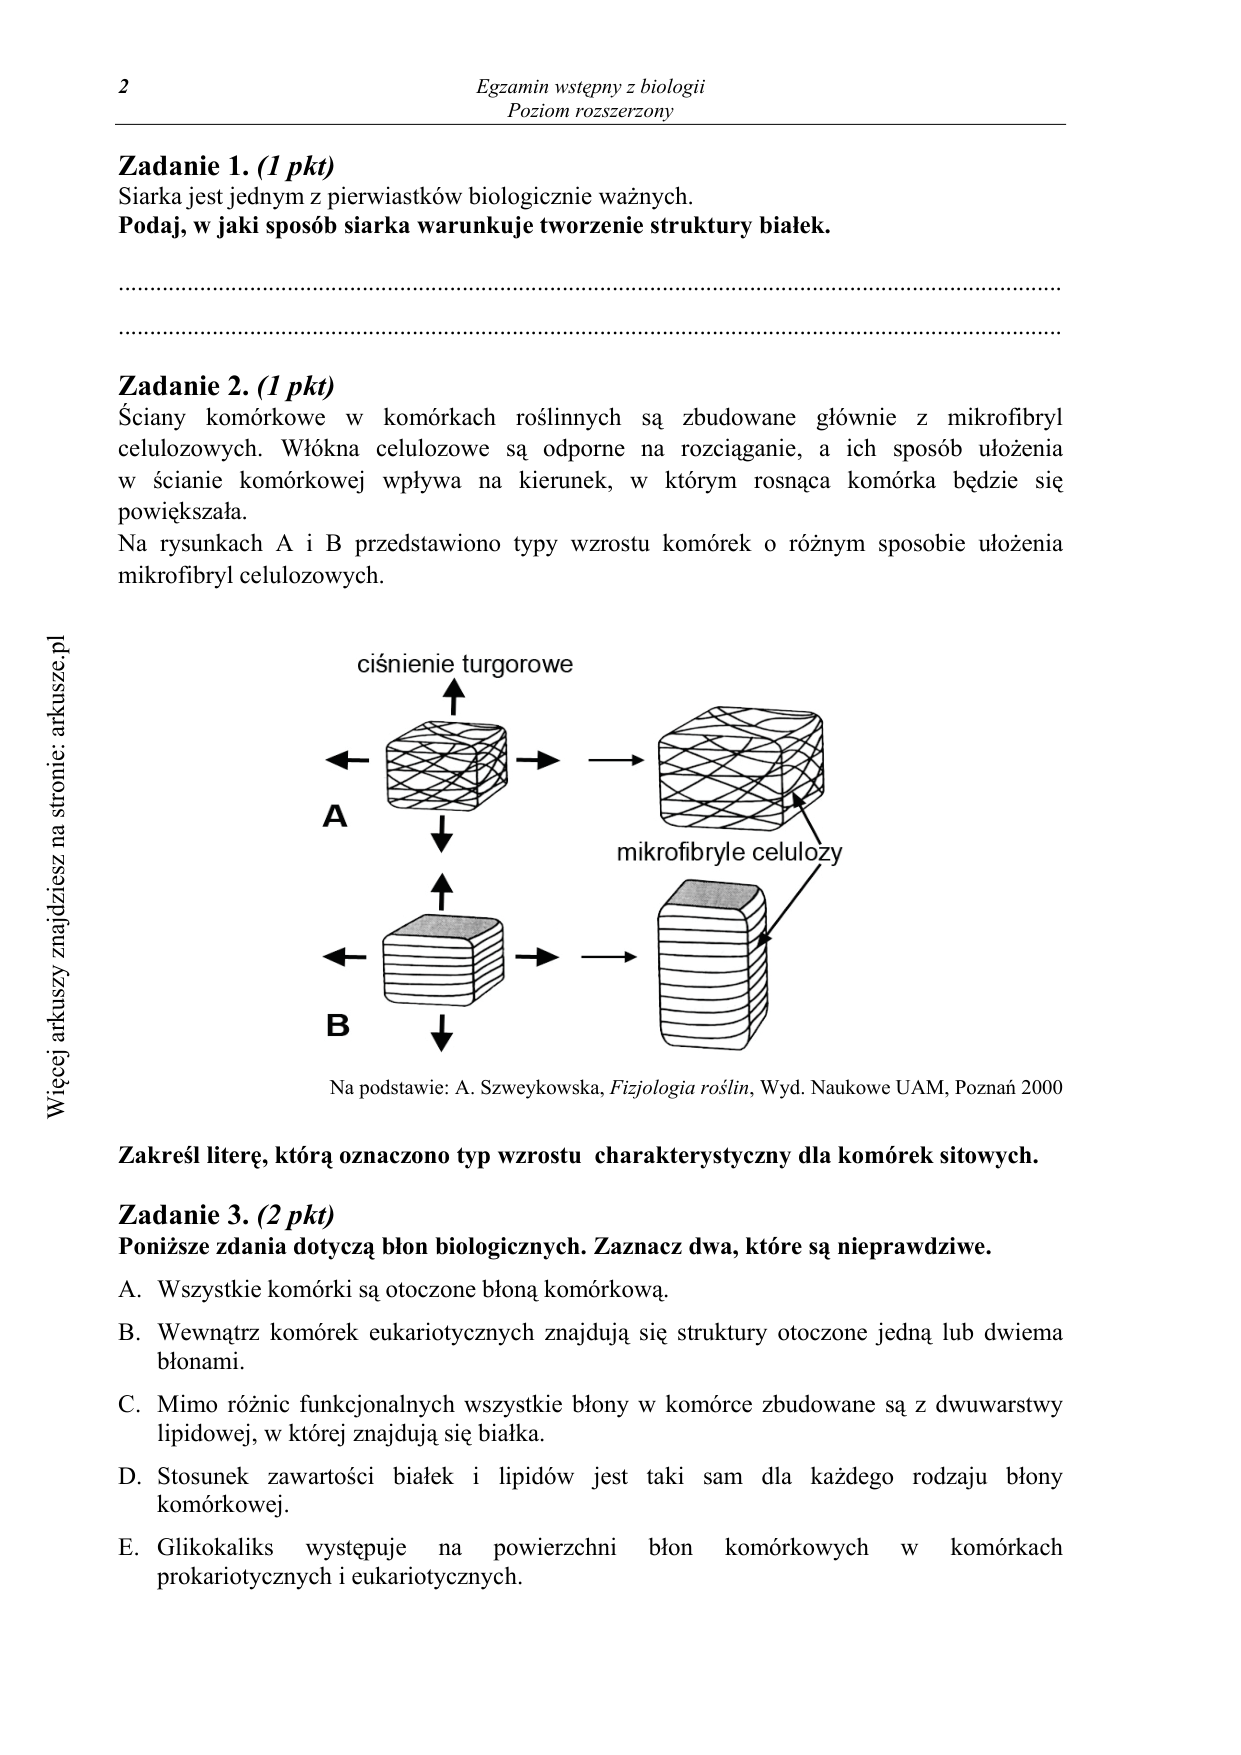 2
Egzamin wstępny z biologii
Poziom rozszerzony
Zadanie 1. (1 pkt)
Siarka jest jednym z pierwiastków biologicznie ważnych.
Podaj, w jaki sposób siarka warunkuje tworzenie struktury białek.
Zadanie 2. (1 pkt)
Ściany komórkowe w komórkach roślinnych są zbudowane głównie z mikrofibryl
celulozowych. Włókna celulozowe są odporne na rozciąganie, a ich sposób ułożenia
w ścianie komórkowej wpływa na kierunek, w którym rosnąca komórka będzie się
powiększała.
Na rysunkach A i B przedstawiono typy wzrostu komórek o różnym sposobie ułożenia
mikrofibryl celulozowych.
ciśnienie turgorowe
A
mikrofibryle celulozy
B
Na podstawie: A. Szweykowska, Fizjologia roślin, Wyd. Naukowe UAM, Poznań 2000
Zakreśl literę, którą oznaczono typ wzrostu charakterystyczny dla komórek sitowych.
Zadanie 3. (2 pkt)
Poniższe zdania dotyczą błon biologicznych. Zaznacz dwa, które są nieprawdziwe.
A. Wszystkie komórki są otoczone błoną komórkową.
B. Wewnątrz komórek eukariotycznych znajdują się struktury otoczone jedną lub dwiema
błonami.
C. Mimo różnic funkcjonalnych wszystkie błony w komórce zbudowane są z dwuwarstwy
lipidowej, w której znajdują się białka.
D. Stosunek zawartości białek i lipidów jest taki sam dla każdego rodzaju błony
komórkowej.
E. Glikokaliks występuje na powierzchni błon komórkowych w komórkach
prokariotycznych i eukariotycznych.
Więcej arkuszy znajdziesz na stronie: arkusze.pl